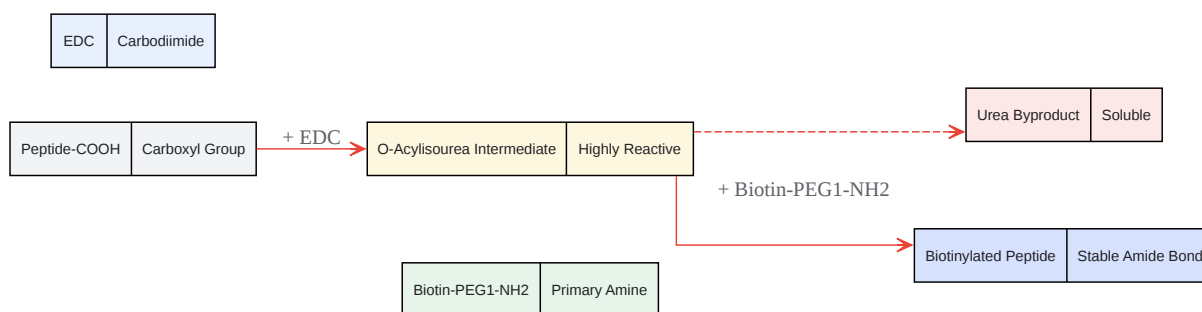 EDC
Carbodiimide
Peptide-COOH
Carboxyl Group
+ EDC
O-Acylisourea Intermediate
Highly Reactive
Urea Byproduct
Soluble
+ Biotin-PEG1-NH2
Biotinylated Peptide
Stable Amide Bond
Biotin-PEG1-NH2
Primary Amine